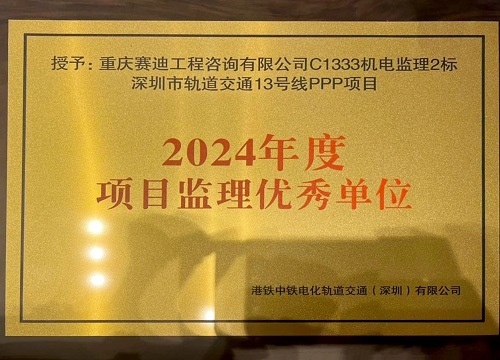 授予：重庆赛迪工程咨询有限公司C1333机电监理2标
深圳市轨道交通13号线PPP项目
2024年度
项目监理优秀单位
港铁中铁电化轨道交通（深圳）有限公司